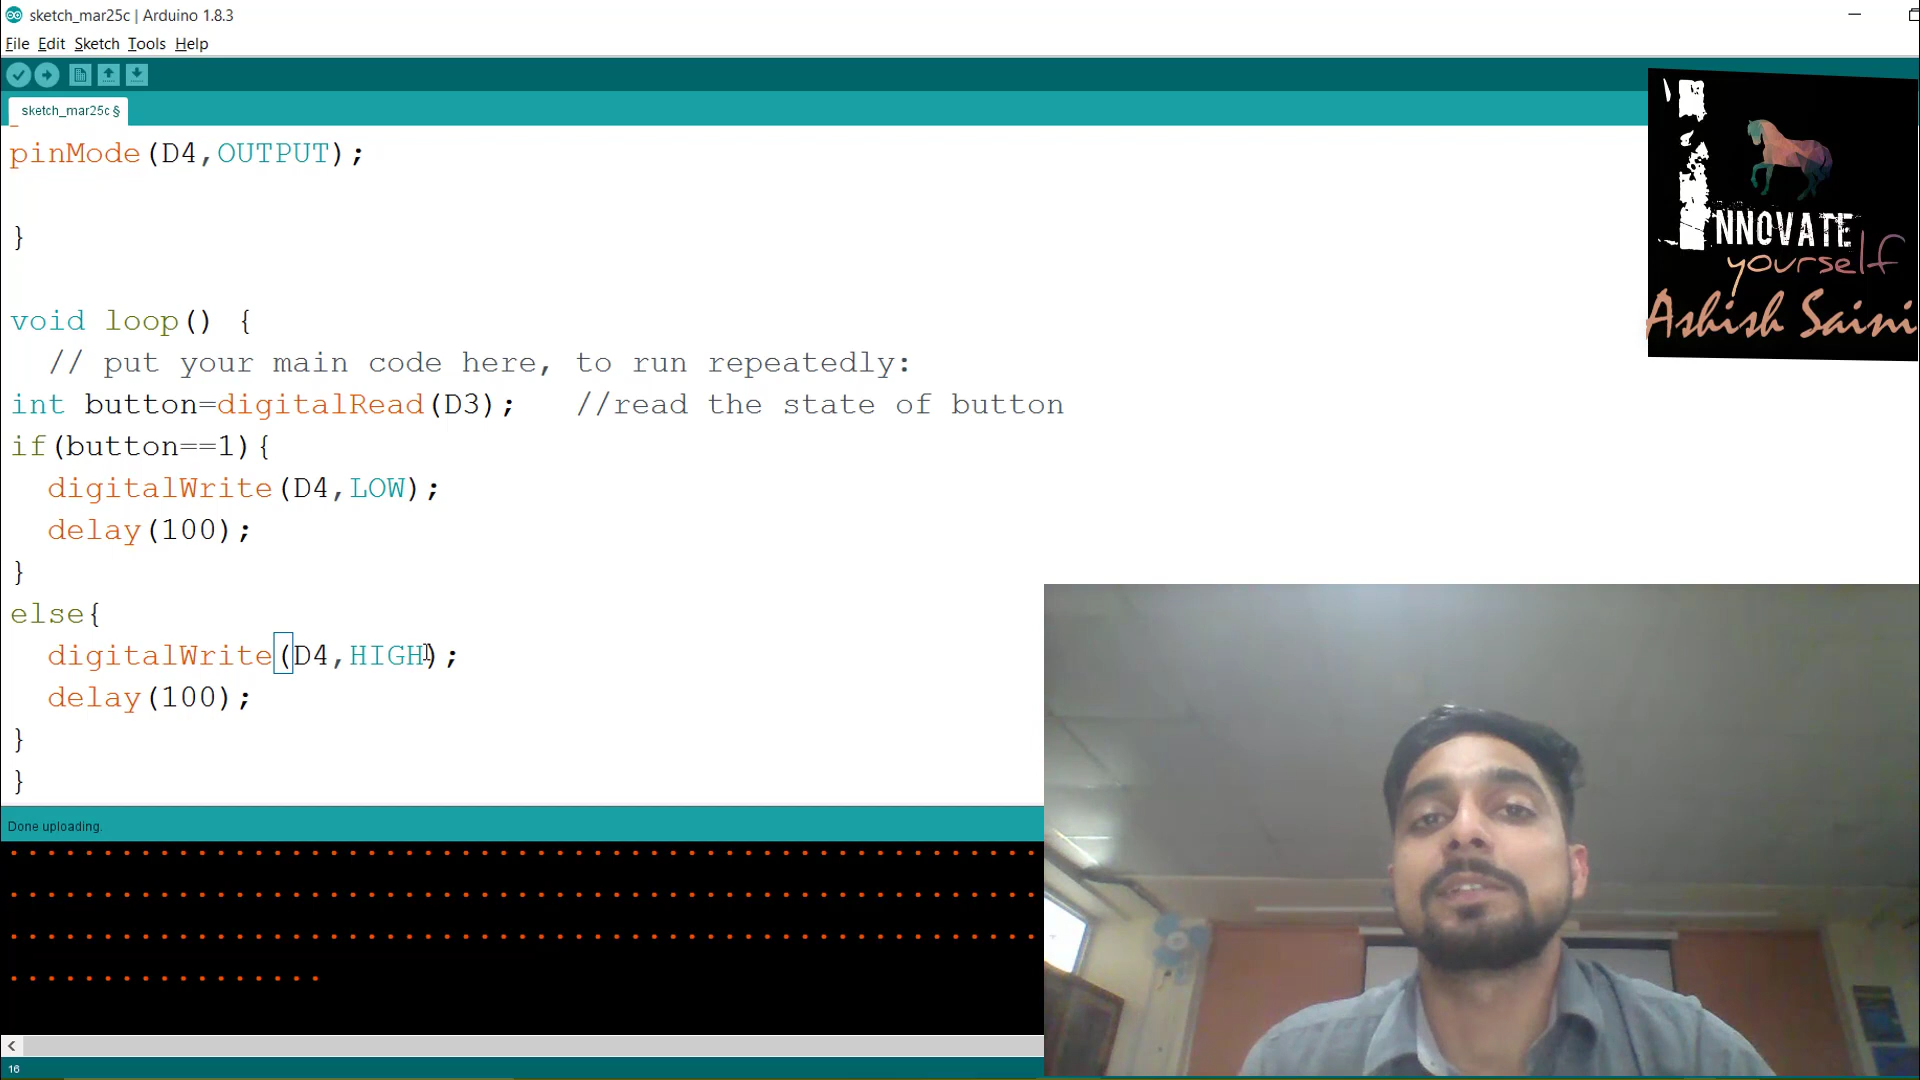 sketch_mar25c | Arduino 1.8.3
File Edit Sketch Tools Help
sketch_mar25c §
pinMode(D4,OUTPUT);
}
void loop() {
// put your main code here, to run repeatedly:
int button=digitalRead(D3); //read the state of button
if(button==1){
digitalWrite(D4,LOW);
delay(100);
}
else{
digitalWrite(D4,HIGH);
delay(100);
}
}
Done uploading.
16
INNOVATE
yourself
Ashish Saini